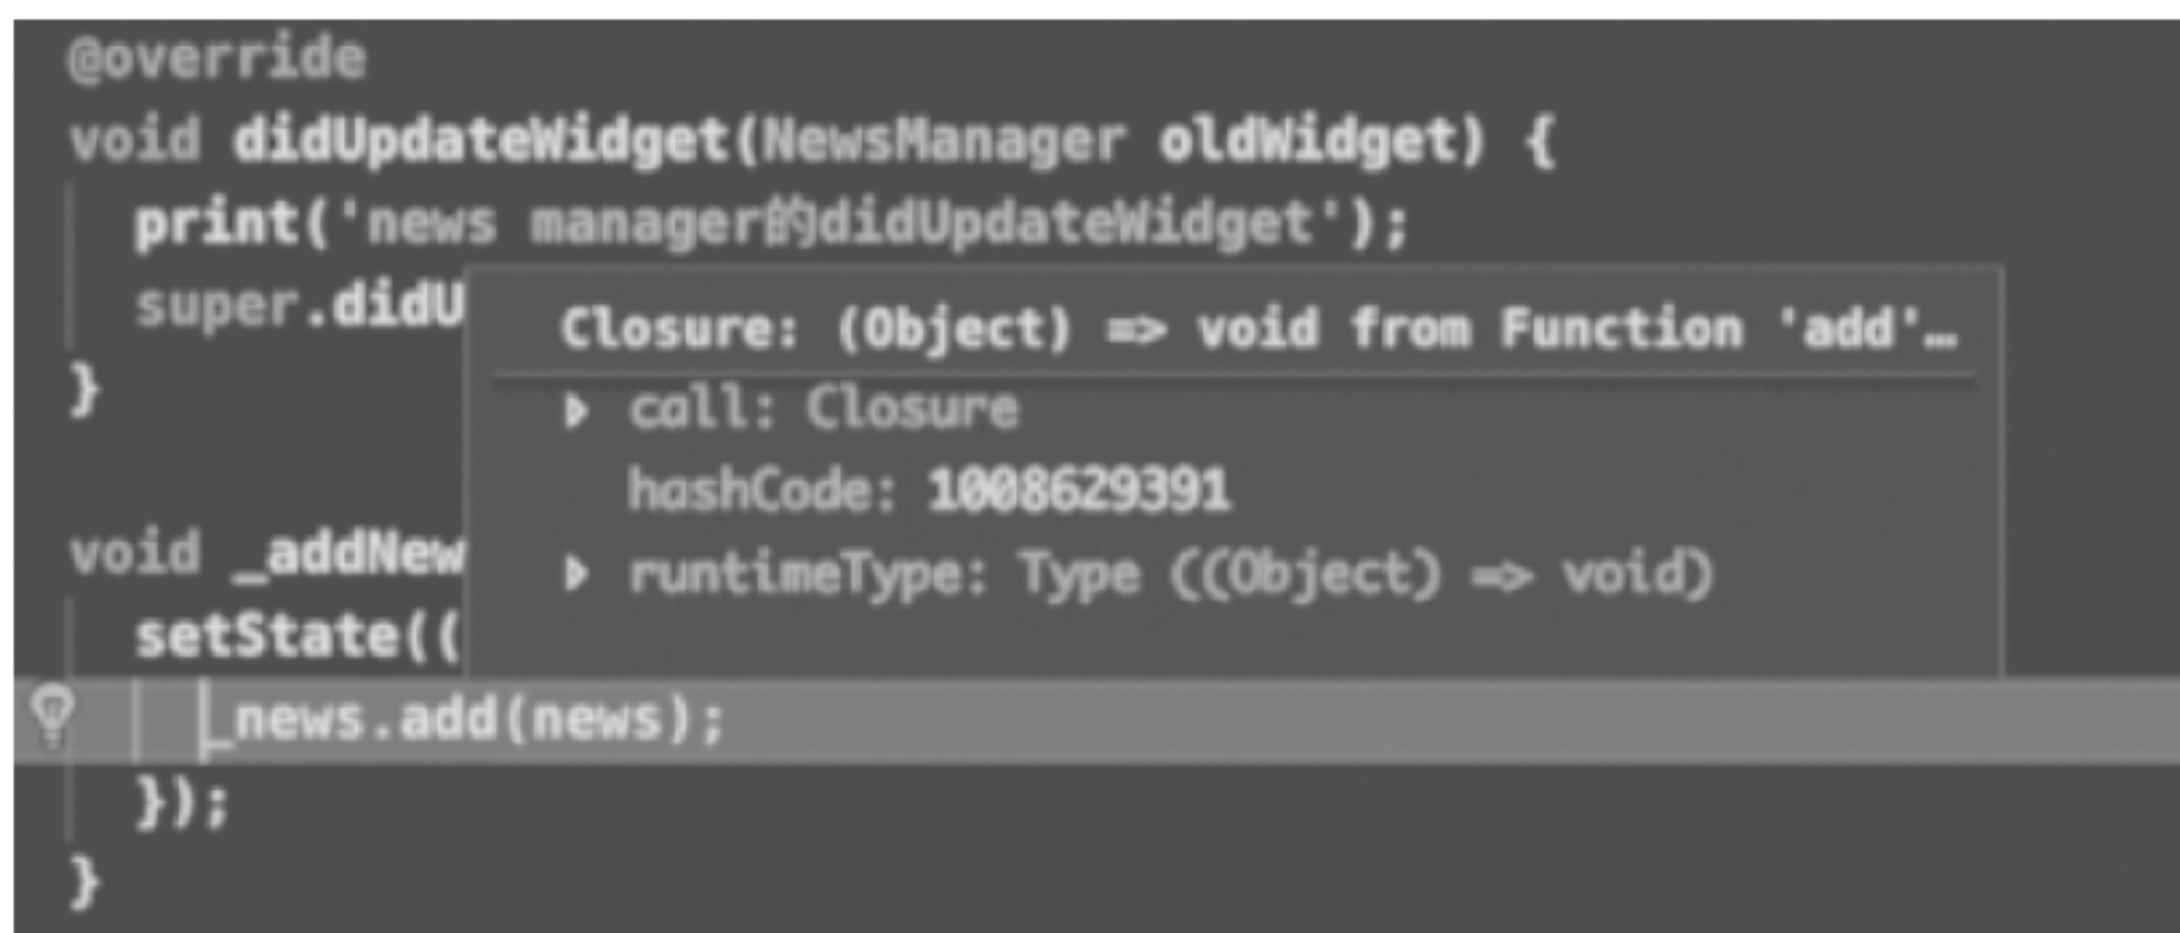 @override
void didUpdateWidget(NewsManager oldWidget) {
print('news manager的didUpdateWidget');
super.didU
Closure: (Object) => void from Function 'add'…
call: Closure
hashCode: 1008629391
runtimeType: Type ((Object) => void)
}
void _addNew
setState((
_news.add(news);
});
}